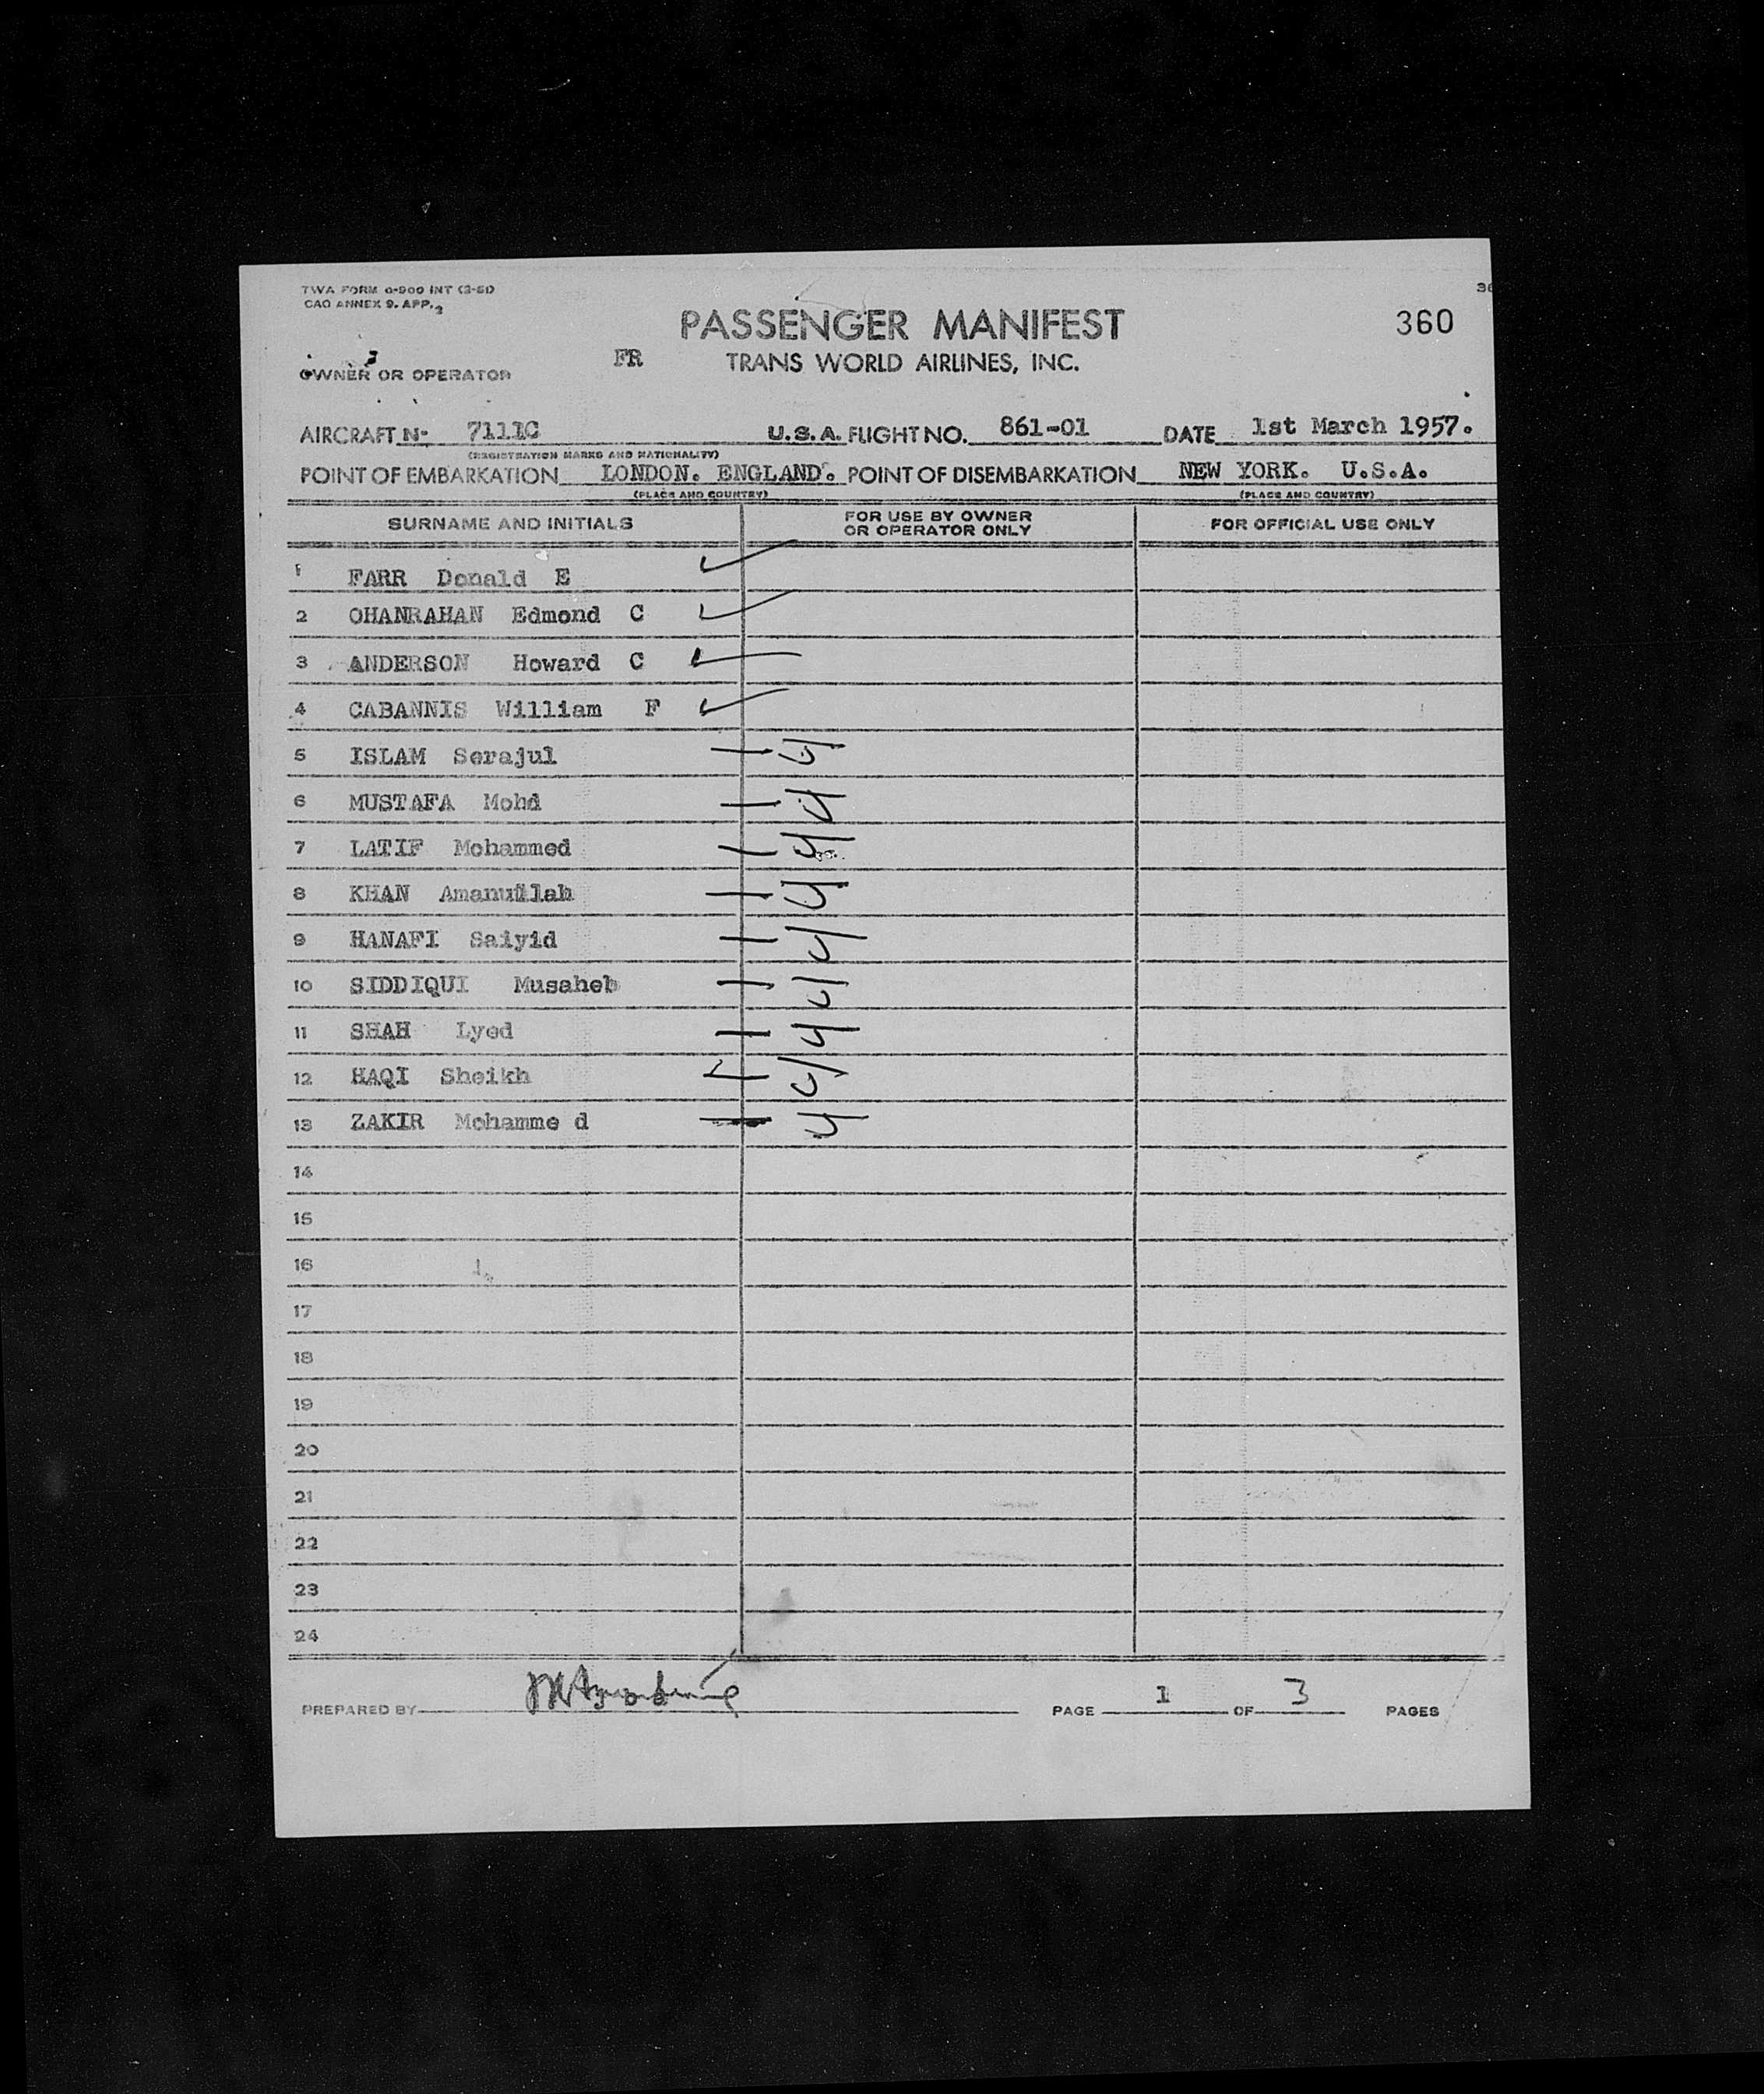 TWA FORM 0-900 INT (3-51)
CAO ANNEX 9. APP. 2
PASSENGER MANIFEST
360
FR
TRANS WORLD AIRLINES, INC.
OWNER OR OPERATOR
AIRCRAFT Nº 7111C U.S.A. FLIGHT NO. 861-01 DATE 1st March 1957.
(REGISTRATION MARKS AND NATIONALITY)
POINT OF EMBARKATION LONDON. ENGLAND. POINT OF DISEMBARKATION NEW YORK. U.S.A.
(PLACE AND COUNTRY) (PLACE AND COUNTRY)
SURNAME AND INITIALS FOR USE BY OWNER OR OPERATOR ONLY FOR OFFICIAL USE ONLY
1 FARR Donald E
2 OHANRAHAN Edmond C
3 ANDERSON Howard C
4 CABANNIS William F
5 ISLAM Serajul
6 MUSTAFA Mohd
7 LATIF Mohammed
8 KHAN Amanullah
9 HANAFI Saiyid
10 SIDDIQUI Musaheb
11 SHAH Lyed
12 HAQI Sheikh
13 ZAKIR Mohamme d
14
15
16
17
18
19
20
21
22
23
24
PREPARED BY PAGE 1 OF 3 PAGES